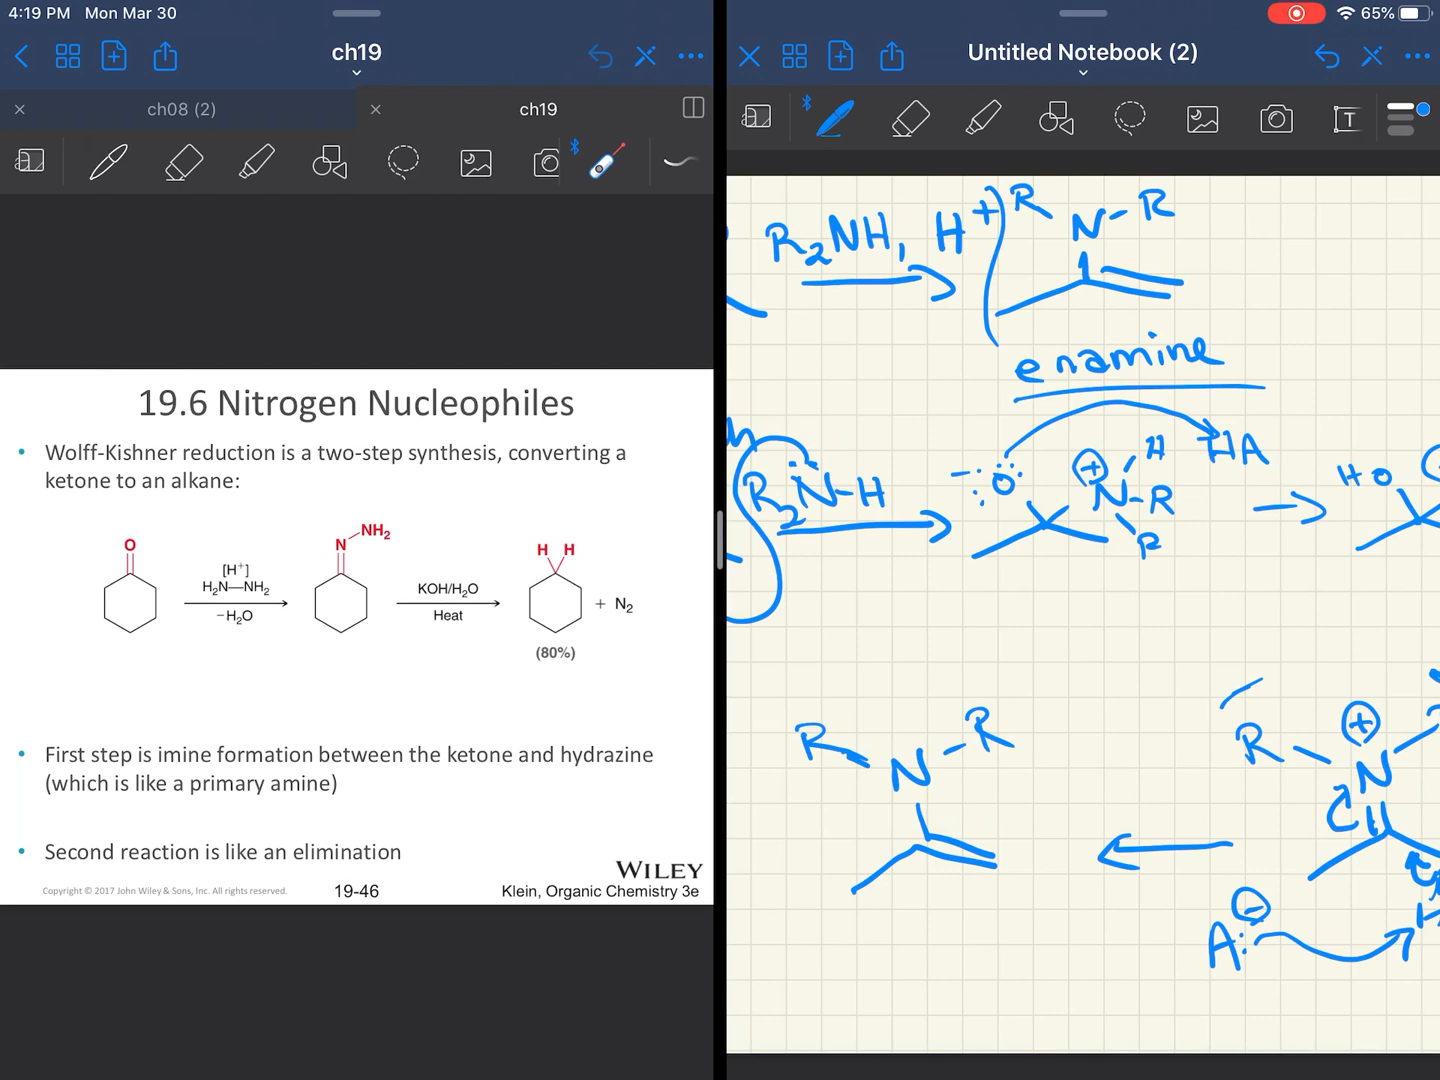 4:19 PM Mon Mar 30
65%
ch19
Untitled Notebook (2)
ch08 (2)
ch19
T
19.6 Nitrogen Nucleophiles
• Wolff-Kishner reduction is a two-step synthesis, converting a
ketone to an alkane:
O
[H+]
H₂N—NH₂
−H₂O
N NH₂
KOH/H₂O
Heat
H H
+ N₂
(80%)
• First step is imine formation between the ketone and hydrazine
(which is like a primary amine)
• Second reaction is like an elimination
WILEY
Copyright © 2017 John Wiley & Sons, Inc. All rights reserved.
19-46
Klein, Organic Chemistry 3e
R₂NH, H+
R N-R
enamine
R₂N-H
O
+ H
N-R
R
HA
HO
R N-R
R-N
+
A: −